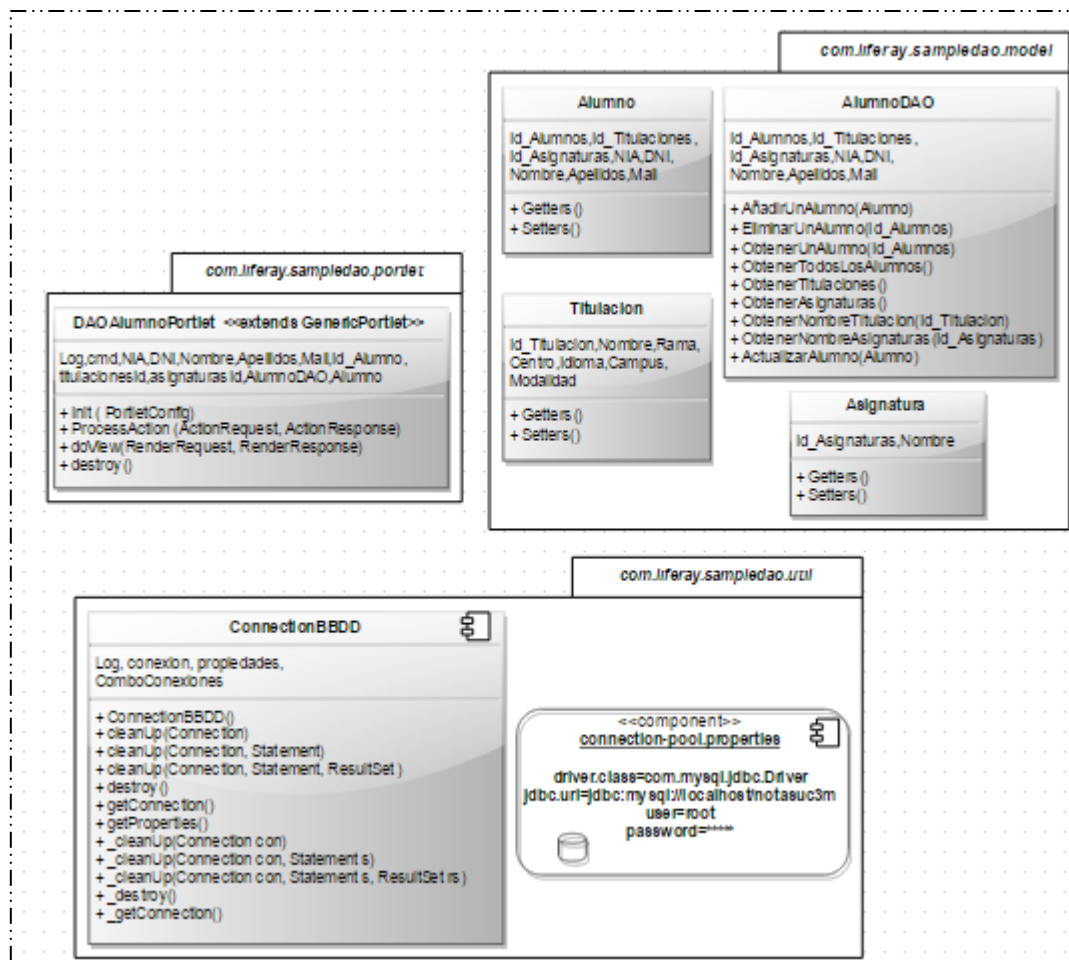 com.liferay.sampledao.model
Alumno
Id_Alumnos,Id_Titulaciones,
Id_Asignaturas,NIA,DNI,
Nombre,Apellidos,Mail
+ Getters()
+ Setters()
AlumnoDAO
Id_Alumnos,Id_Titulaciones,
Id_Asignaturas,NIA,DNI,
Nombre,Apellidos,Mail
+ AñadirUnAlumno(Alumno)
+ EliminarUnAlumno(Id_Alumnos)
+ ObtenerUnAlumno(Id_Alumnos)
+ ObtenerTodosLosAlumnos()
+ ObtenerTitulaciones()
+ ObtenerAsignaturas()
+ ObtenerNombreTitulacion(Id_Titulacion)
+ ObtenerNombreAsignaturas(Id_Asignaturas)
+ ActualizarAlumno(Alumno)
Titulacion
Id_Titulacion,Nombre,Rama,
Centro,Idioma,Campus,
Modalidad
+ Getters()
+ Setters()
Asignatura
Id_Asignaturas,Nombre
+ Getters()
+ Setters()
com.liferay.sampledao.portlet
DAOAlumnoPortlet <<extends GenericPortlet>>
Log,cmd,NIA,DNI,Nombre,Apellidos,Mail,Id_Alumno,
titulacionesId,asignaturasId,AlumnoDAO,Alumno
+ Init ( PortletConfig)
+ ProcessAction (ActionRequest, ActionResponse)
+ doView(RenderRequest, RenderResponse)
+ destroy()
com.liferay.sampledao.util
ConnectionBBDD
Log, conexion, propiedades,
ComboConexiones
+ ConnectionBBDD()
+ cleanUp(Connection)
+ cleanUp(Connection, Statement)
+ cleanUp(Connection, Statement, ResultSet )
+ destroy()
+ getConnection()
+ getProperties()
+ _cleanUp(Connection con)
+ _cleanUp(Connection con, Statement s)
+ _cleanUp(Connection con, Statement s, ResultSet rs )
+ _destroy()
+ _getConnection()
<<component>>
connection-pool.properties
driver.class=com.mysql.jdbc.Driver
jdbc.url=jdbc:mysql://localhost/notasuc3m
user=root
password=*****